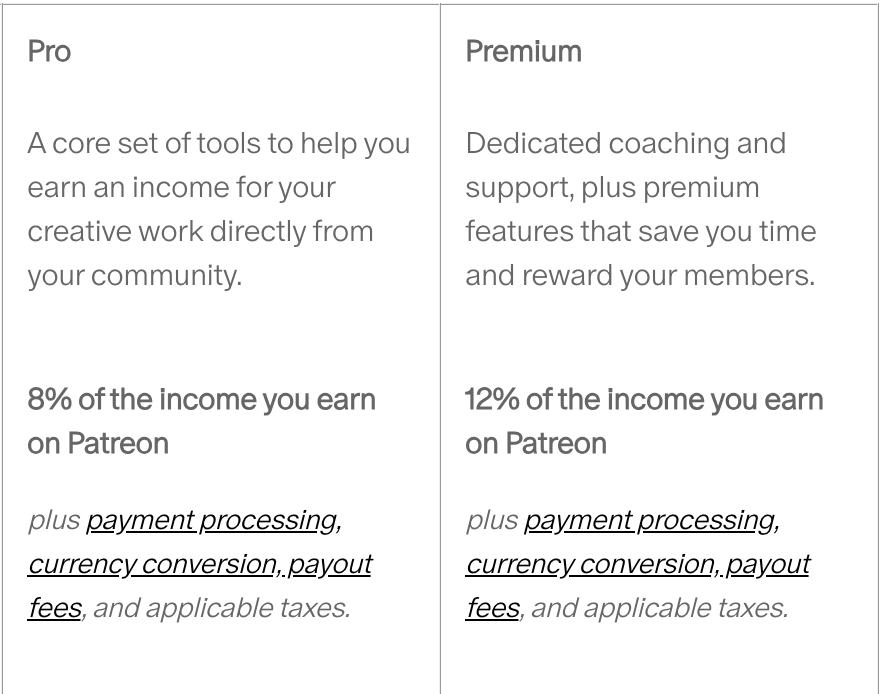 Pro
A core set of tools to help you
earn an income for your
creative work directly from
your community.
8% of the income you earn
on Patreon
plus payment processing,
currency conversion, payout
fees, and applicable taxes.
Premium
Dedicated coaching and
support, plus premium
features that save you time
and reward your members.
12% of the income you earn
on Patreon
plus payment processing,
currency conversion, payout
fees, and applicable taxes.